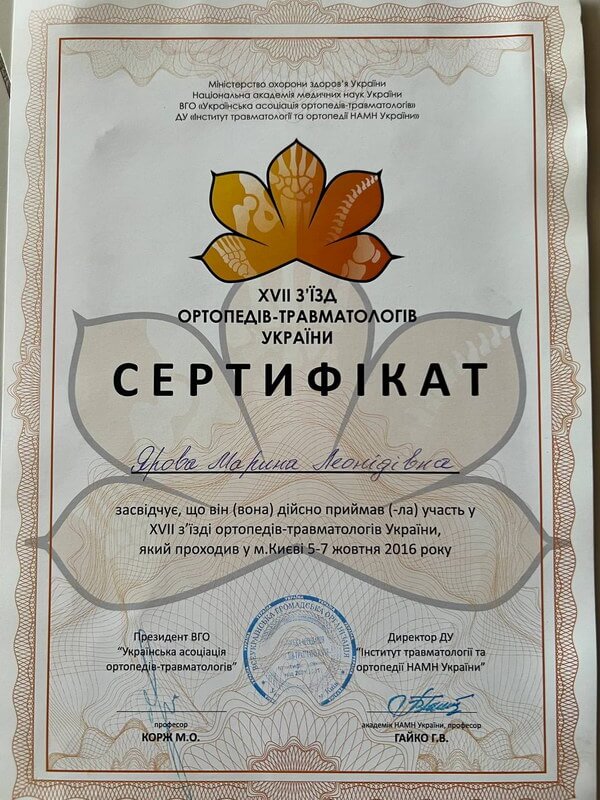 Міністерство охорони здоров'я України
Національна академія медичних наук України
ВГО «Українська асоціація ортопедів-травматологів»
ДУ «Інститут травматології та ортопедії НАМН України»
XVII З'ЇЗД
ОРТОПЕДІВ-ТРАВМАТОЛОГІВ
УКРАЇНИ
СЕРТИФІКАТ
Ярова Марина Леонідівна
засвідчує, що він (вона) дійсно приймав (-ла) участь у
XVII з'їзді ортопедів-травматологів України,
який проходив у м.Києві 5-7 жовтня 2016 року
Президент ВГО
"Українська асоціація
ортопедів-травматологів"
професор
КОРЖ М.О.
ВСЕУКРАЇНСЬКА ГРОМАДСЬКА ОРГАНІЗАЦІЯ
Директор ДУ
"Інститут травматології та
ортопедії НАМН України"
академік НАМН України, професор
ГАЙКО Г.В.